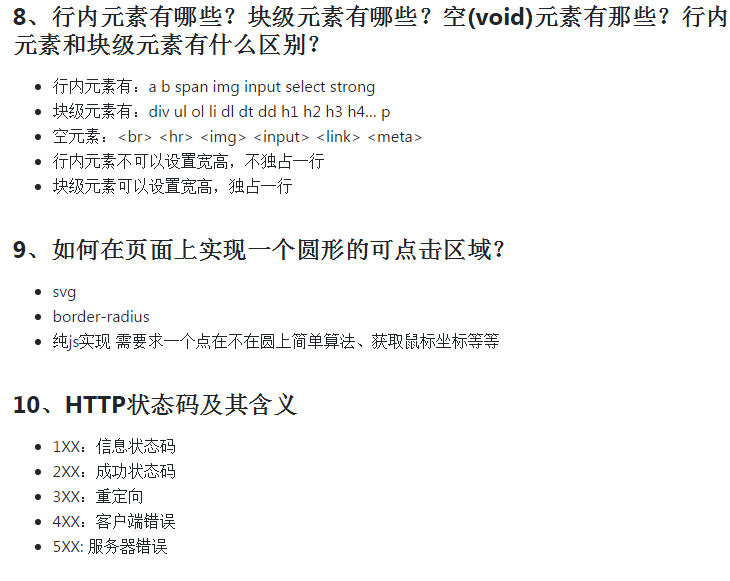 8、行内元素有哪些？块级元素有哪些？空(void)元素有那些？行内
元素和块级元素有什么区别？
行内元素有：a b span img input select strong
块级元素有：div ul ol li dl dt dd h1 h2 h3 h4… p
空元素：<br> <hr> <img> <input> <link> <meta>
行内元素不可以设置宽高，不独占一行
块级元素可以设置宽高，独占一行
9、如何在页面上实现一个圆形的可点击区域？
svg
border-radius
纯js实现 需要求一个点在不在圆上简单算法、获取鼠标坐标等等
10、HTTP状态码及其含义
1XX：信息状态码
2XX：成功状态码
3XX：重定向
4XX：客户端错误
5XX: 服务器错误